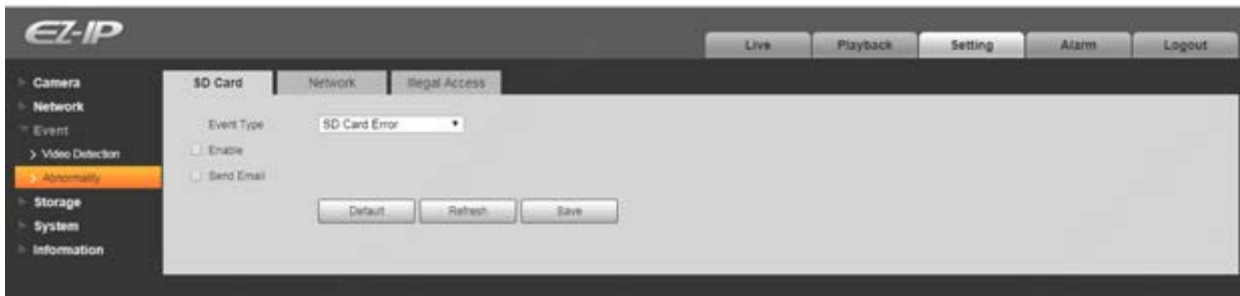 EZ-IP
Live Playback Setting Alarm Logout
Camera
Network
Event
Video Detection
Abnormality
Storage
System
Information
SD Card Network Illegal Access
Event Type SD Card Error
Enable
Send Email
Default Refresh Save